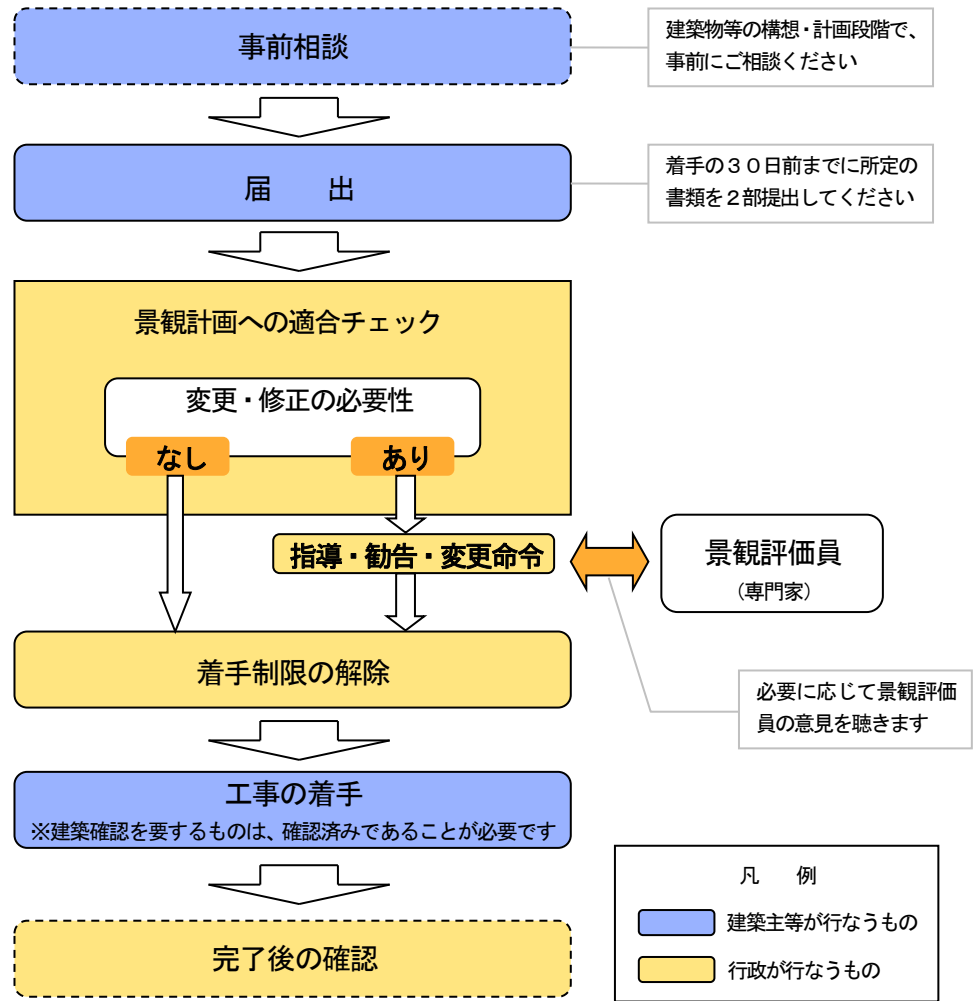 事前相談
建築物等の構想・計画段階で、
事前にご相談ください
届　　出
着手の３０日前までに所定の
書類を２部提出してください
景観計画への適合チェック
変更・修正の必要性
なし
あり
指導・勧告・変更命令
景観評価員
（専門家）
着手制限の解除
必要に応じて景観評価
員の意見を聴きます
工事の着手
※建築確認を要するものは、確認済みであることが必要です
完了後の確認
凡　例
建築主等が行なうもの
行政が行なうもの